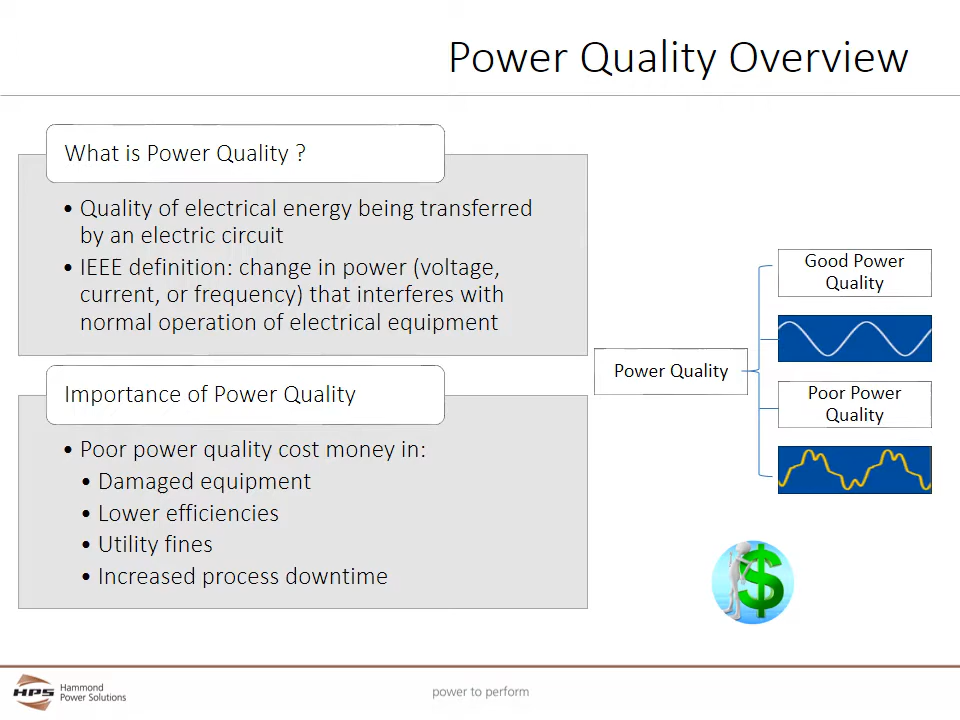 Power Quality Overview
What is Power Quality ?
• Quality of electrical energy being transferred
by an electric circuit
• IEEE definition: change in power (voltage,
current, or frequency) that interferes with
normal operation of electrical equipment
Importance of Power Quality
• Poor power quality cost money in:
• Damaged equipment
• Lower efficiencies
• Utility fines
• Increased process downtime
Power Quality
Good Power
Quality
Poor Power
Quality
$
HPS
Hammond
Power Solutions
power to perform